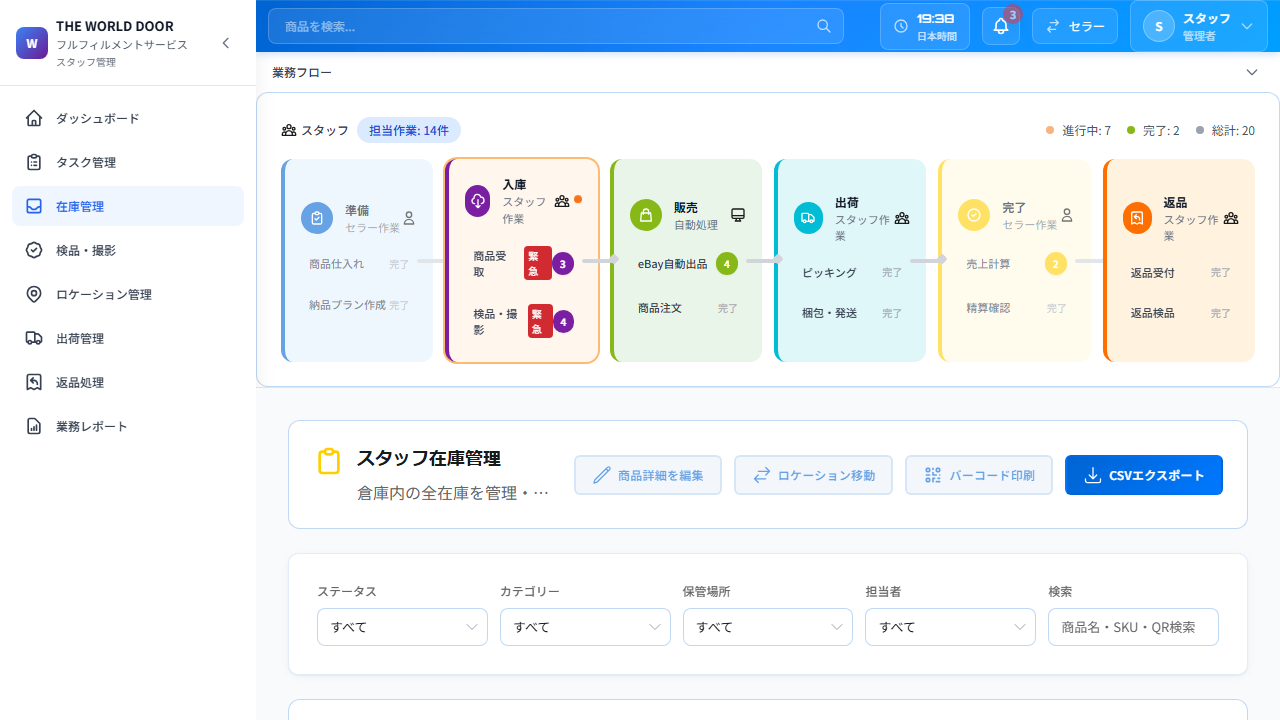 THE WORLD DOOR
フルフィルメントサービス
スタッフ管理
W
ダッシュボード
タスク管理
在庫管理
検品・撮影
ロケーション管理
出荷管理
返品処理
業務レポート
商品を検索...
19:38
日本時間
3
セラー
S
スタッフ
管理者
業務フロー
スタッフ
担当作業: 14件
進行中: 7
完了: 2
総計: 20
準備
セラー作業
商品仕入れ
完了
納品プラン作成
完了
入庫
スタッフ
作業
商品受
取
緊
急
3
検品・撮
影
緊
急
4
販売
自動処理
eBay自動出品
4
商品注文
完了
出荷
スタッフ作
業
ピッキング
完了
梱包・発送
完了
完了
セラー作業
売上計算
2
精算確認
完了
返品
スタッフ作
業
返品受付
完了
返品検品
完了
スタッフ在庫管理
倉庫内の全在庫を管理・…
商品詳細を編集
ロケーション移動
バーコード印刷
CSVエクスポート
ステータス
すべて
カテゴリー
すべて
保管場所
すべて
担当者
すべて
検索
商品名・SKU・QR検索